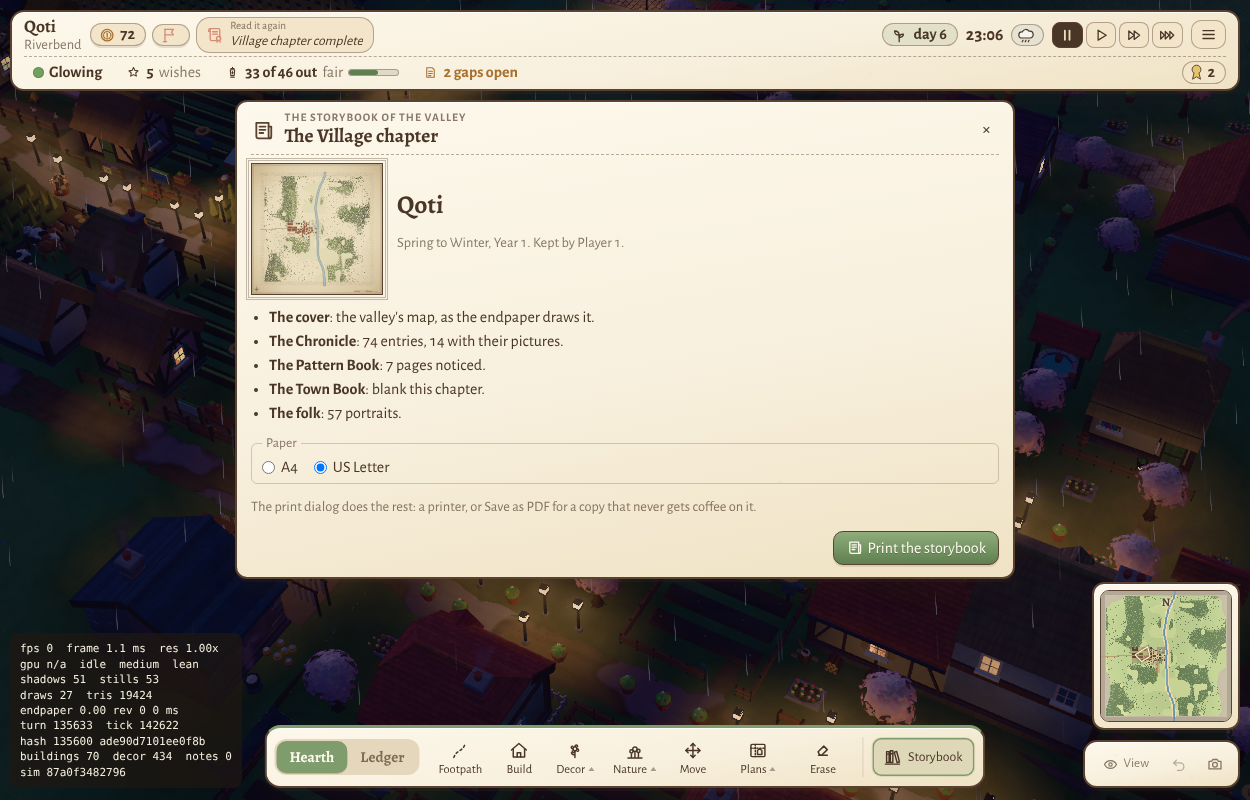 Qoti
Riverbend
72
Read it again
Village chapter complete
day 6
23:06
Glowing
5 wishes
33 of 46 out fair
2 gaps open
2
THE STORYBOOK OF THE VALLEY
The Village chapter
×
Qoti
Spring to Winter, Year 1. Kept by Player 1.
• The cover: the valley's map, as the endpaper draws it.
• The Chronicle: 74 entries, 14 with their pictures.
• The Pattern Book: 7 pages noticed.
• The Town Book: blank this chapter.
• The folk: 57 portraits.
Paper
A4
US Letter
The print dialog does the rest: a printer, or Save as PDF for a copy that never gets coffee on it.
Print the storybook
N
fps 0 frame 1.1 ms res 1.00x
gpu n/a idle medium lean
shadows 51 stills 53
draws 27 tris 19424
endpaper 0.00 rev 0 0 ms
turn 135633 tick 142622
hash 135600 ade90d7101ee0f8b
buildings 70 decor 434 notes 0
sim 87a0f3482796
Hearth
Ledger
Footpath
Build
Decor
Nature
Move
Plans
Erase
Storybook
View